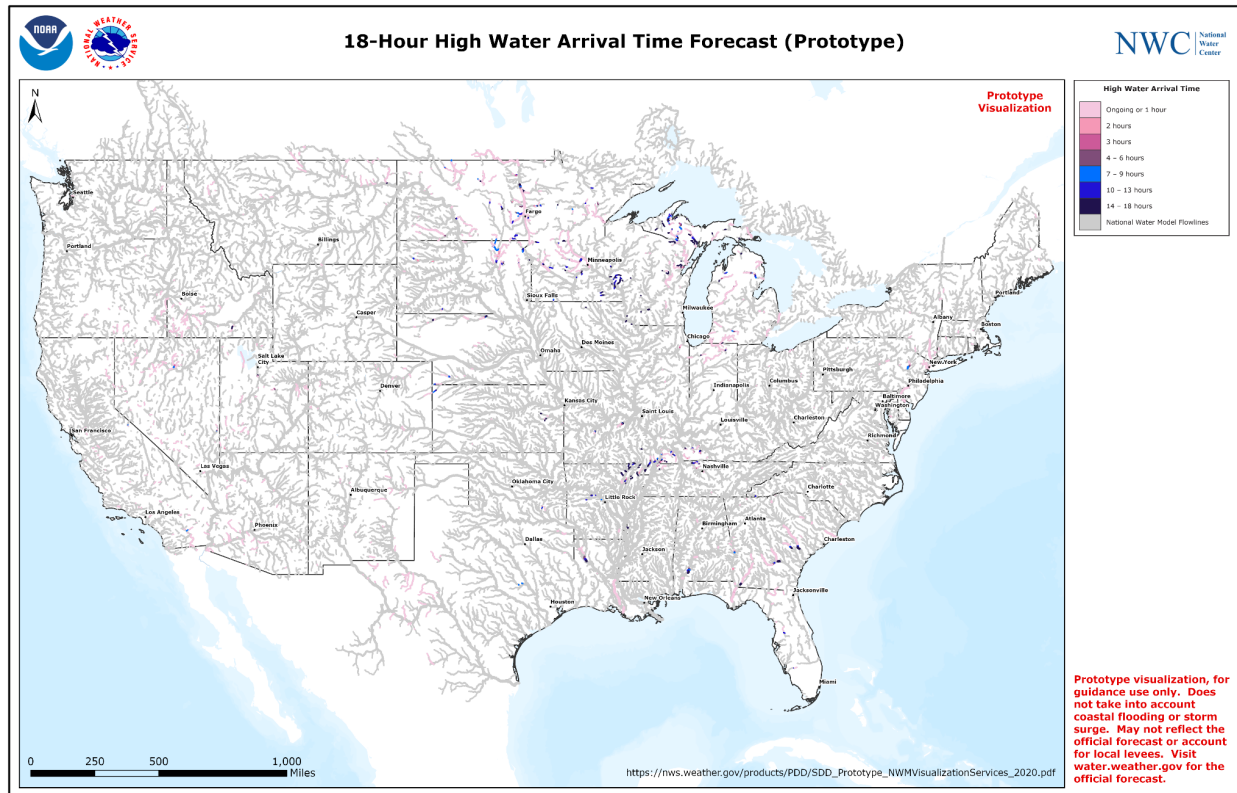 NOAA
NATIONAL WEATHER SERVICE
18-Hour High Water Arrival Time Forecast (Prototype)
NWC
National
Water
Center
N
Prototype
Visualization
High Water Arrival Time
Ongoing or 1 hour
2 hours
3 hours
4 – 6 hours
7 – 9 hours
10 – 13 hours
14 – 18 hours
National Water Model Flowlines
Seattle
Portland
Billings
Fargo
Minneapolis
Boise
Casper
Sioux Falls
Milwaukee
Portland
Albany
Boston
Salt Lake
City
Omaha
Des Moines
Chicago
New York
Denver
Indianapolis
Columbus
Pittsburgh
Philadelphia
Baltimore
Washington
Kansas City
Saint Louis
Louisville
Charleston
Richmond
San Francisco
Las Vegas
Nashville
Albuquerque
Oklahoma City
Little Rock
Charlotte
Los Angeles
Phoenix
Birmingham
Atlanta
Dallas
Jackson
Charleston
Houston
New Orleans
Jacksonville
Miami
0 250 500 1,000
Miles
https://nws.weather.gov/products/PDD/SDD_Prototype_NWMVisualizationServices_2020.pdf
Prototype visualization, for
guidance use only. Does
not take into account
coastal flooding or storm
surge. May not reflect the
official forecast or account
for local levees. Visit
water.weather.gov for the
official forecast.